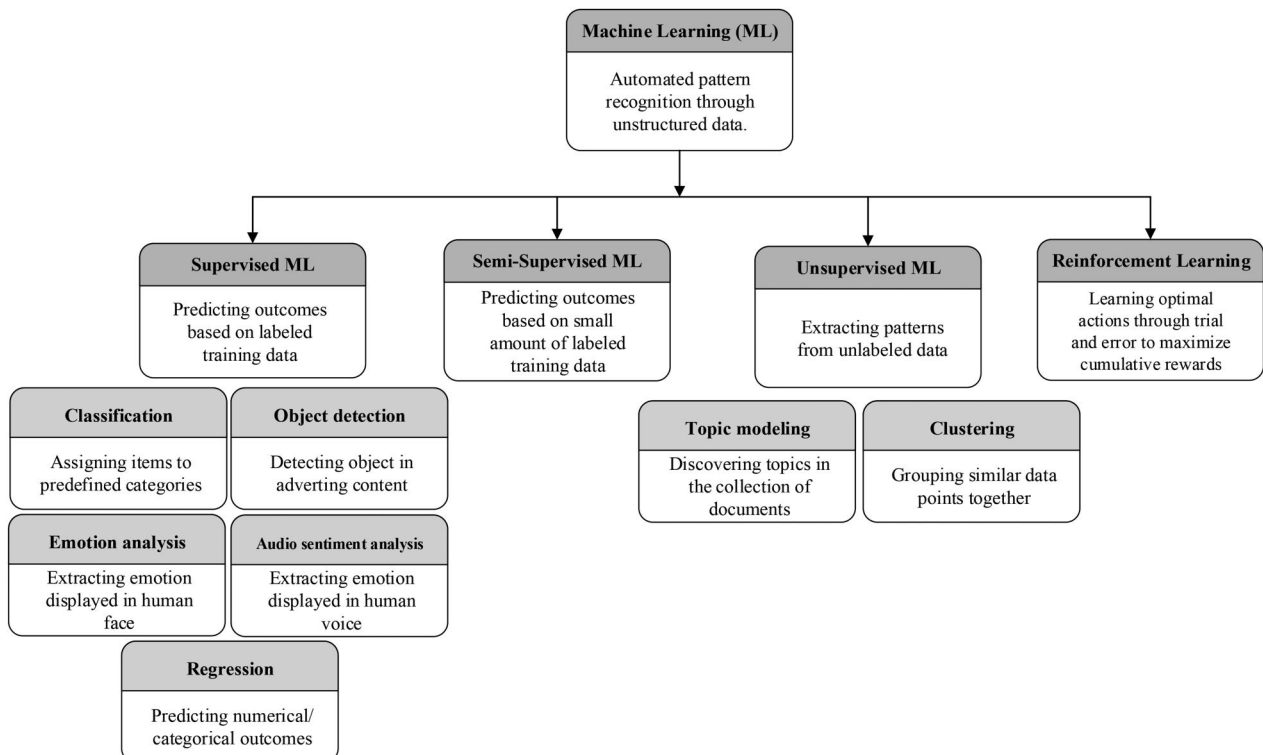 Machine Learning (ML)
Automated pattern
recognition through
unstructured data.
Supervised ML
Predicting outcomes
based on labeled
training data
Semi-Supervised ML
Predicting outcomes
based on small
amount of labeled
training data
Unsupervised ML
Extracting patterns
from unlabeled data
Reinforcement Learning
Learning optimal
actions through trial
and error to maximize
cumulative rewards
Classification
Assigning items to
predefined categories
Object detection
Detecting object in
adverting content
Topic modeling
Discovering topics in
the collection of
documents
Clustering
Grouping similar data
points together
Emotion analysis
Extracting emotion
displayed in human
face
Audio sentiment analysis
Extracting emotion
displayed in human
voice
Regression
Predicting numerical/
categorical outcomes